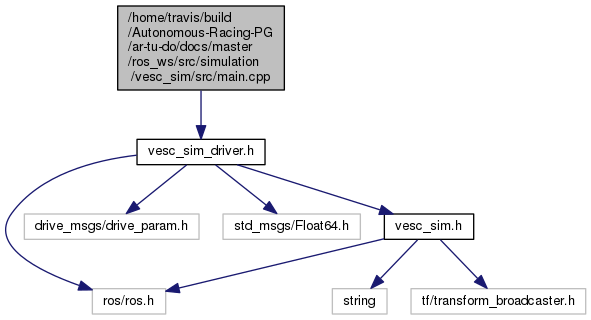 /home/travis/build
/Autonomous-Racing-PG
/ar-tu-do/docs/master
/ros_ws/src/simulation
/vesc_sim/src/main.cpp
vesc_sim_driver.h
drive_msgs/drive_param.h
std_msgs/Float64.h
vesc_sim.h
ros/ros.h
string
tf/transform_broadcaster.h